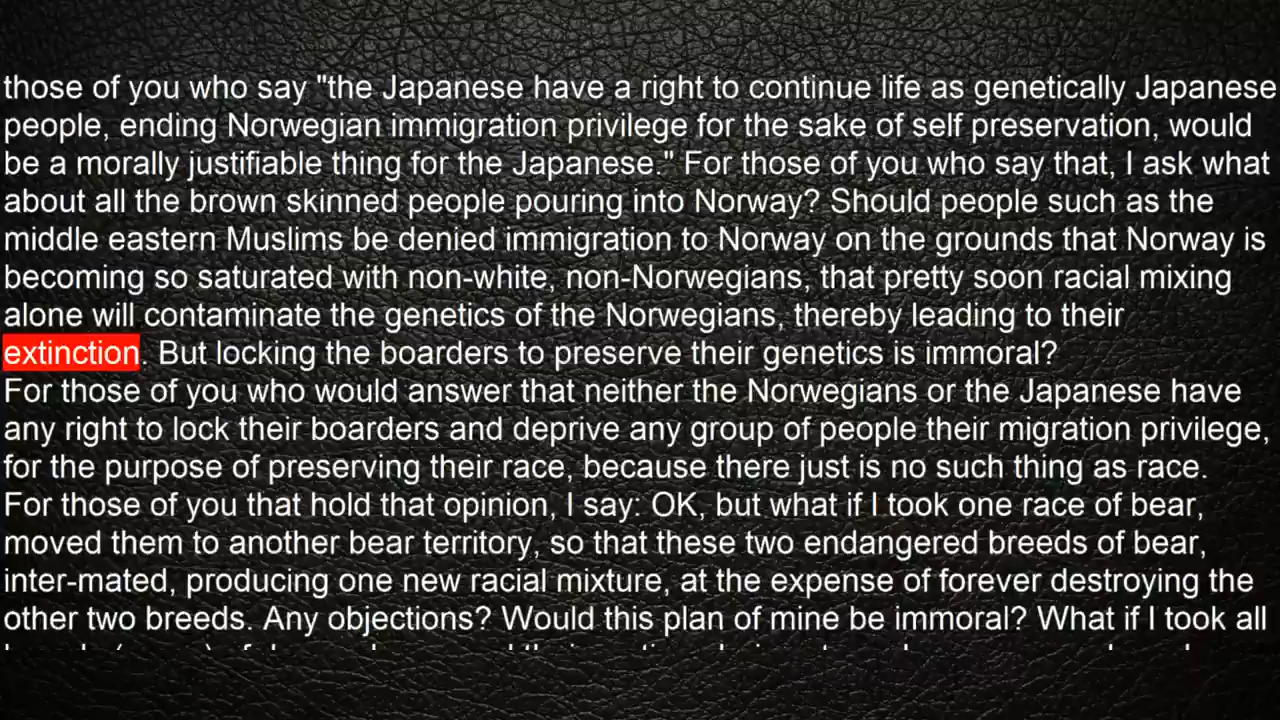 those of you who say "the Japanese have a right to continue life as genetically Japanese
people, ending Norwegian immigration privilege for the sake of self preservation, would
be a morally justifiable thing for the Japanese." For those of you who say that, I ask what
about all the brown skinned people pouring into Norway? Should people such as the
middle eastern Muslims be denied immigration to Norway on the grounds that Norway is
becoming so saturated with non-white, non-Norwegians, that pretty soon racial mixing
alone will contaminate the genetics of the Norwegians, thereby leading to their
extinction. But locking the boarders to preserve their genetics is immoral?
For those of you who would answer that neither the Norwegians or the Japanese have
any right to lock their boarders and deprive any group of people their migration privilege,
for the purpose of preserving their race, because there just is no such thing as race.
For those of you that hold that opinion, I say: OK, but what if I took one race of bear,
moved them to another bear territory, so that these two endangered breeds of bear,
inter-mated, producing one new racial mixture, at the expense of forever destroying the
other two breeds. Any objections? Would this plan of mine be immoral? What if I took all